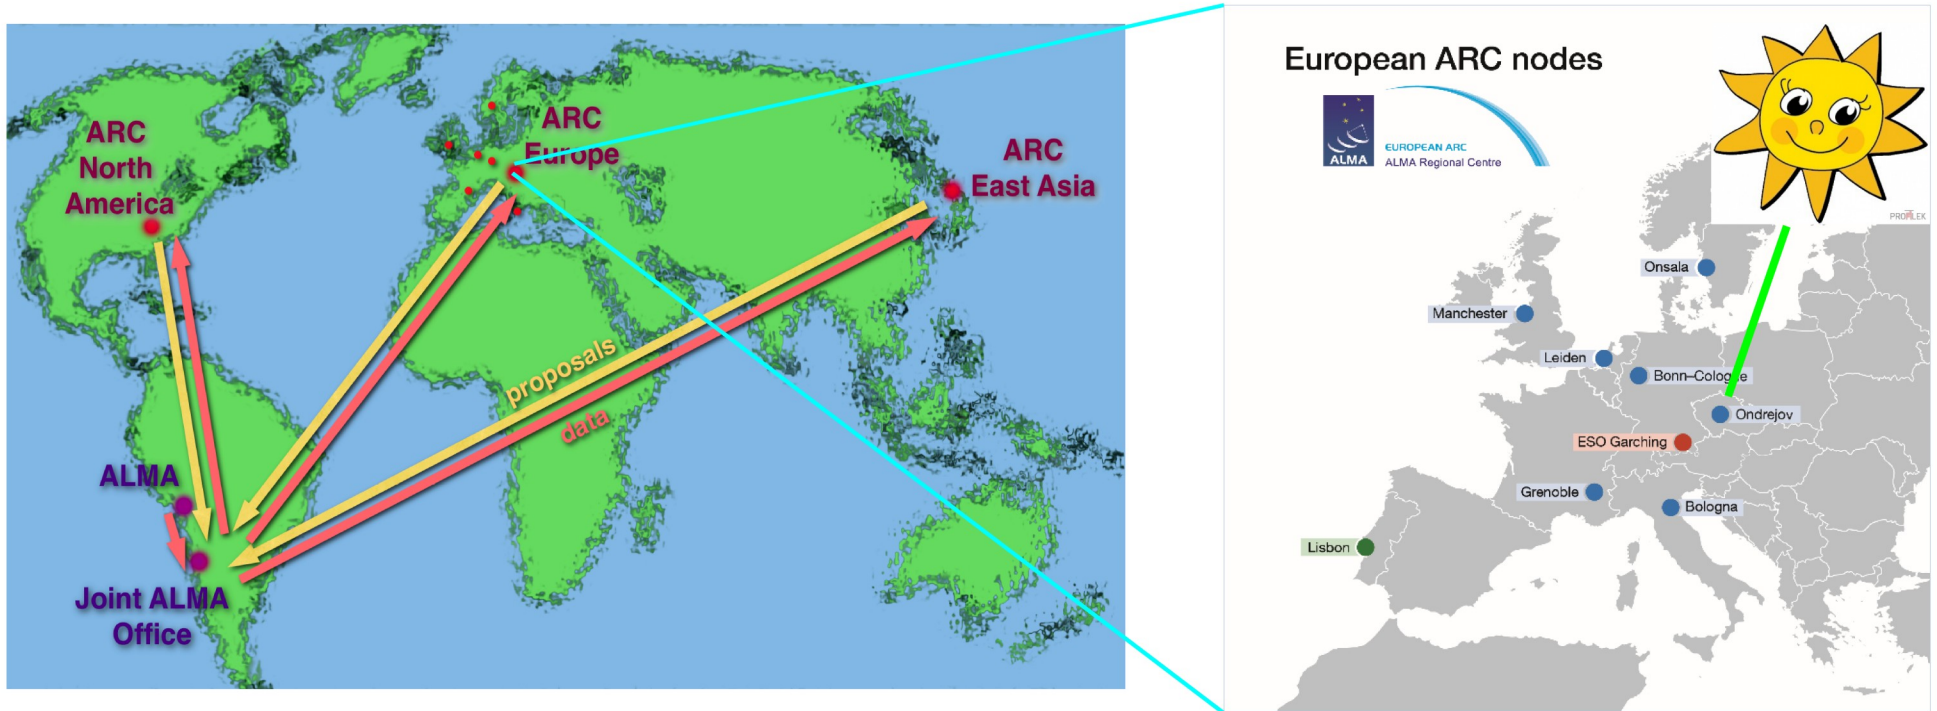 ARC
North
America
ARC
Europe
ARC
East Asia
proposals
data
ALMA
Joint ALMA
Office
European ARC nodes
ALMA
EUROPEAN ARC
ALMA Regional Centre
PROFILEK
Onsala
Manchester
Leiden
Bonn–Cologne
Ondrejov
ESO Garching
Grenoble
Bologna
Lisbon